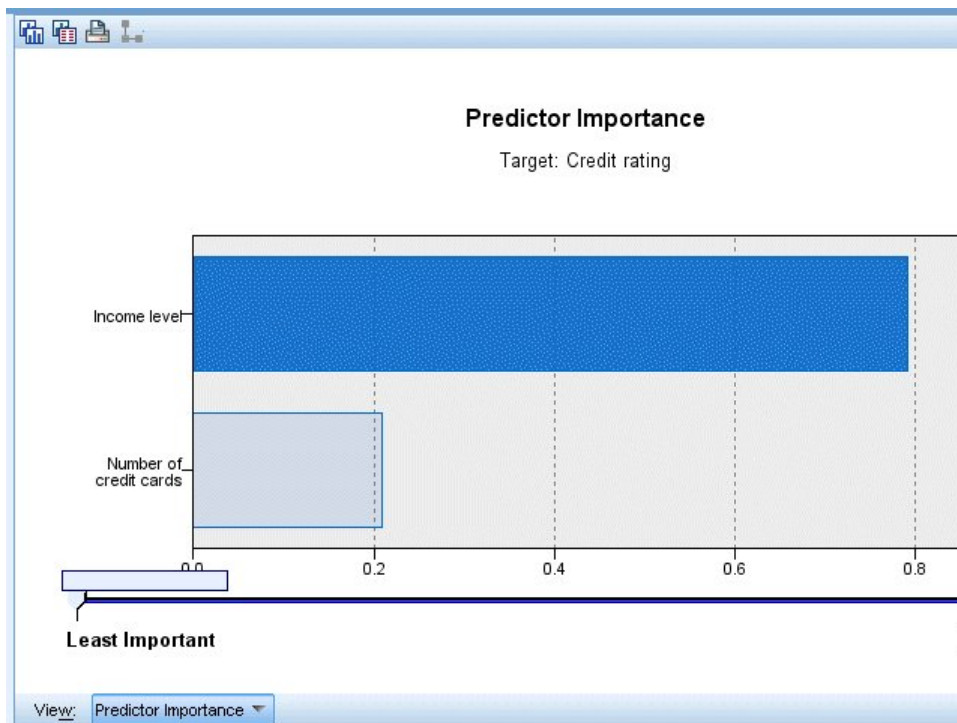 Predictor Importance
Target: Credit rating
Income level
Number of
credit cards
0.0
0.2
0.4
0.6
0.8
Least Important
View:
Predictor Importance